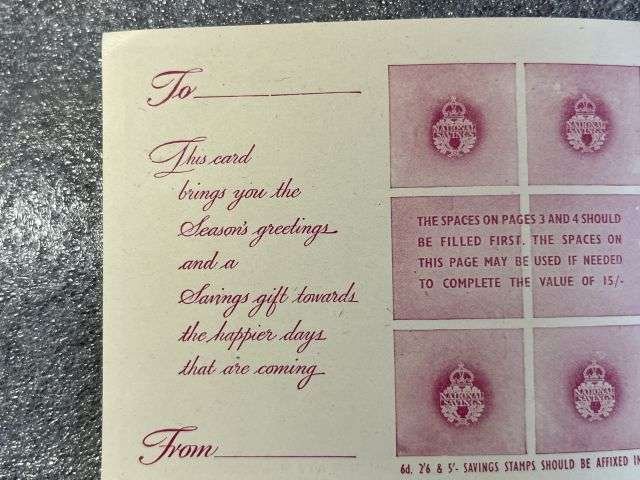 To
This card
brings you the
Season's greetings
and a
Savings gift towards
the happier days
that are coming
From
NATIONAL SAVINGS
NATIONAL SAVINGS
THE SPACES ON PAGES 3 AND 4 SHOULD
BE FILLED FIRST. THE SPACES ON
THIS PAGE MAY BE USED IF NEEDED
TO COMPLETE THE VALUE OF 15/-
NATIONAL SAVINGS
NATIONAL SAVINGS
6d. 2'6 & 5'- SAVINGS STAMPS SHOULD BE AFFIXED IN